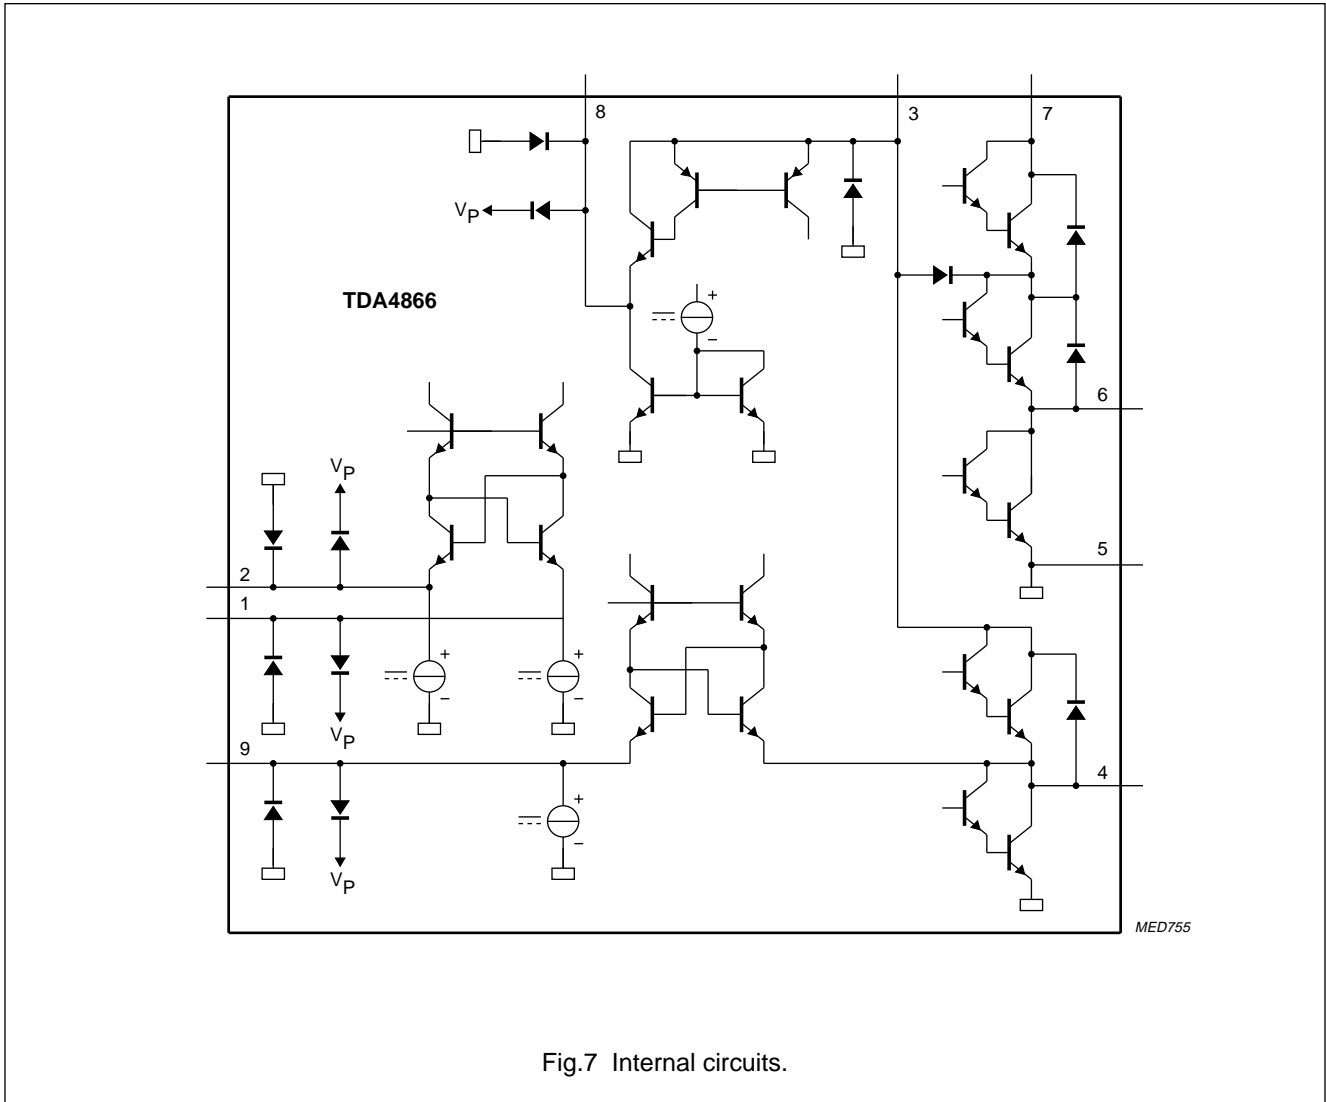 8
3
7
V_P
TDA4866
+
−
6
V_P
2
5
1
+
−
+
−
V_P
9
4
+
−
V_P
MED755
Fig.7 Internal circuits.